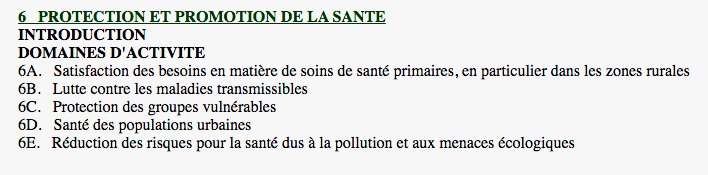 6 PROTECTION ET PROMOTION DE LA SANTE
INTRODUCTION
DOMAINES D'ACTIVITE
6A. Satisfaction des besoins en matière de soins de santé primaires, en particulier dans les zones rurales
6B. Lutte contre les maladies transmissibles
6C. Protection des groupes vulnérables
6D. Santé des populations urbaines
6E. Réduction des risques pour la santé dus à la pollution et aux menaces écologiques